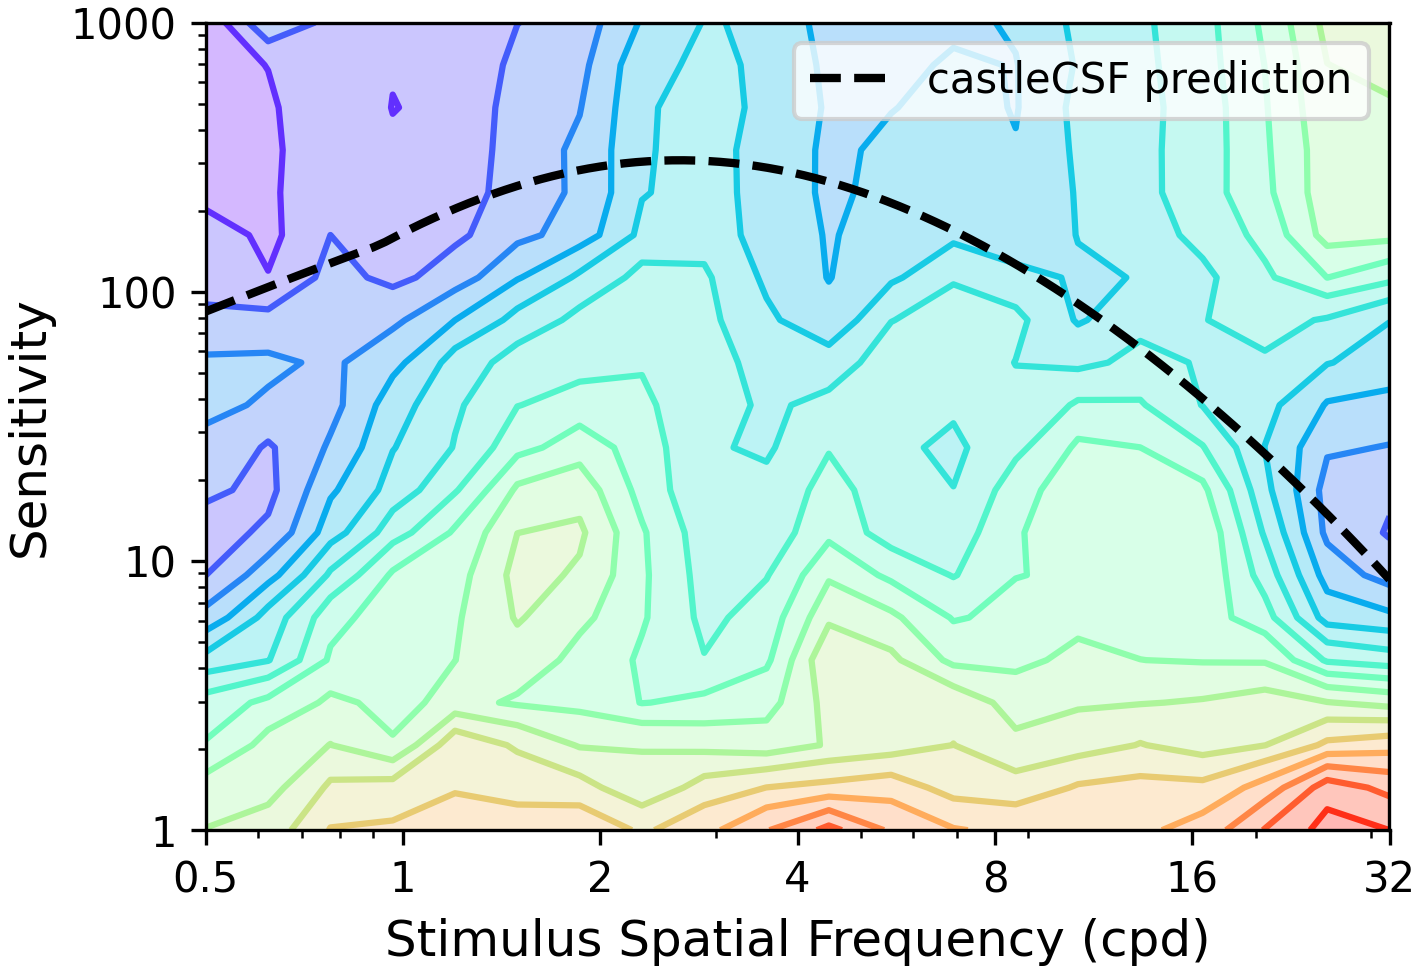 1000
castleCSF prediction
100
Sensitivity
10
1
0.5 1 2 4 8 16 32
Stimulus Spatial Frequency (cpd)